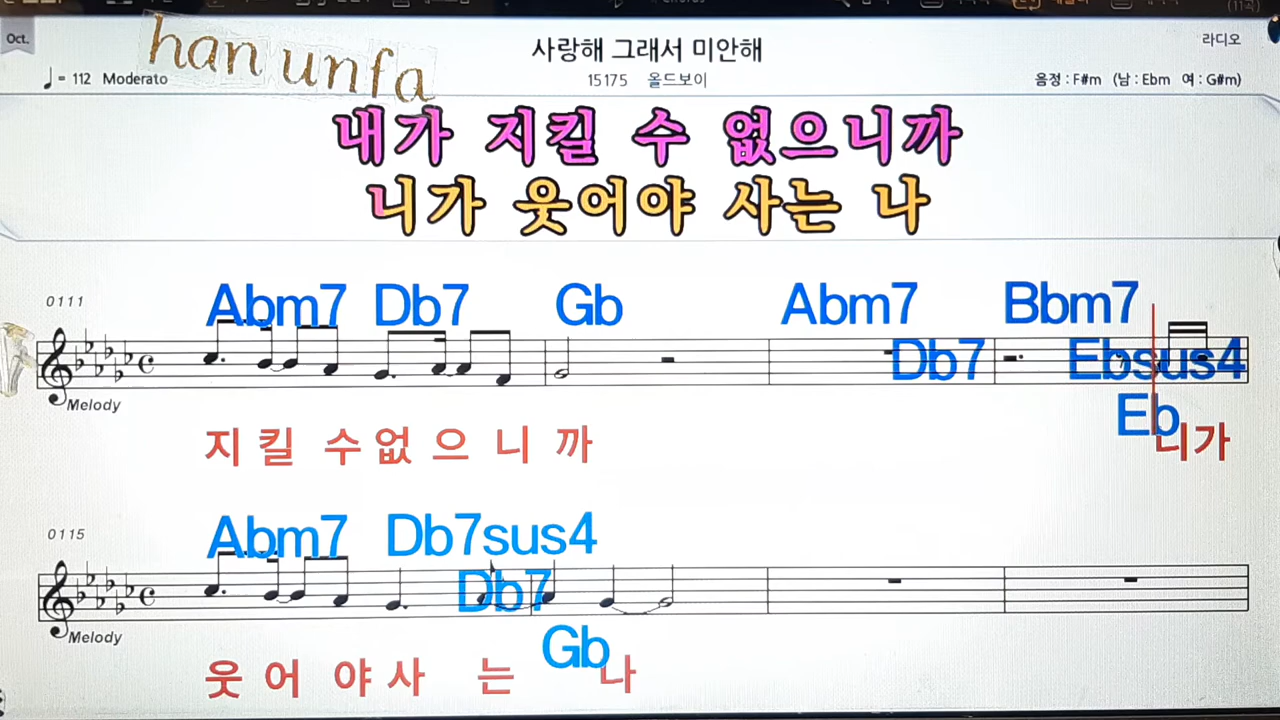 Oct.
han unfa
사랑해 그래서 미안해
라디오
♩= 112 Moderato
15175 올드보이
음정 : F#m (남 : Ebm 여 : G#m)
내가 지킬 수 없으니까
니가 웃어야 사는 나
0111
Abm7 Db7 Gb Abm7 Bbm7
Db7 Ebsus4
Melody
Eb
지 킬 수 없 으 니 까 니가
0115
Abm7 Db7sus4
Db7
Melody
Gb
웃 어 야 사 는 나